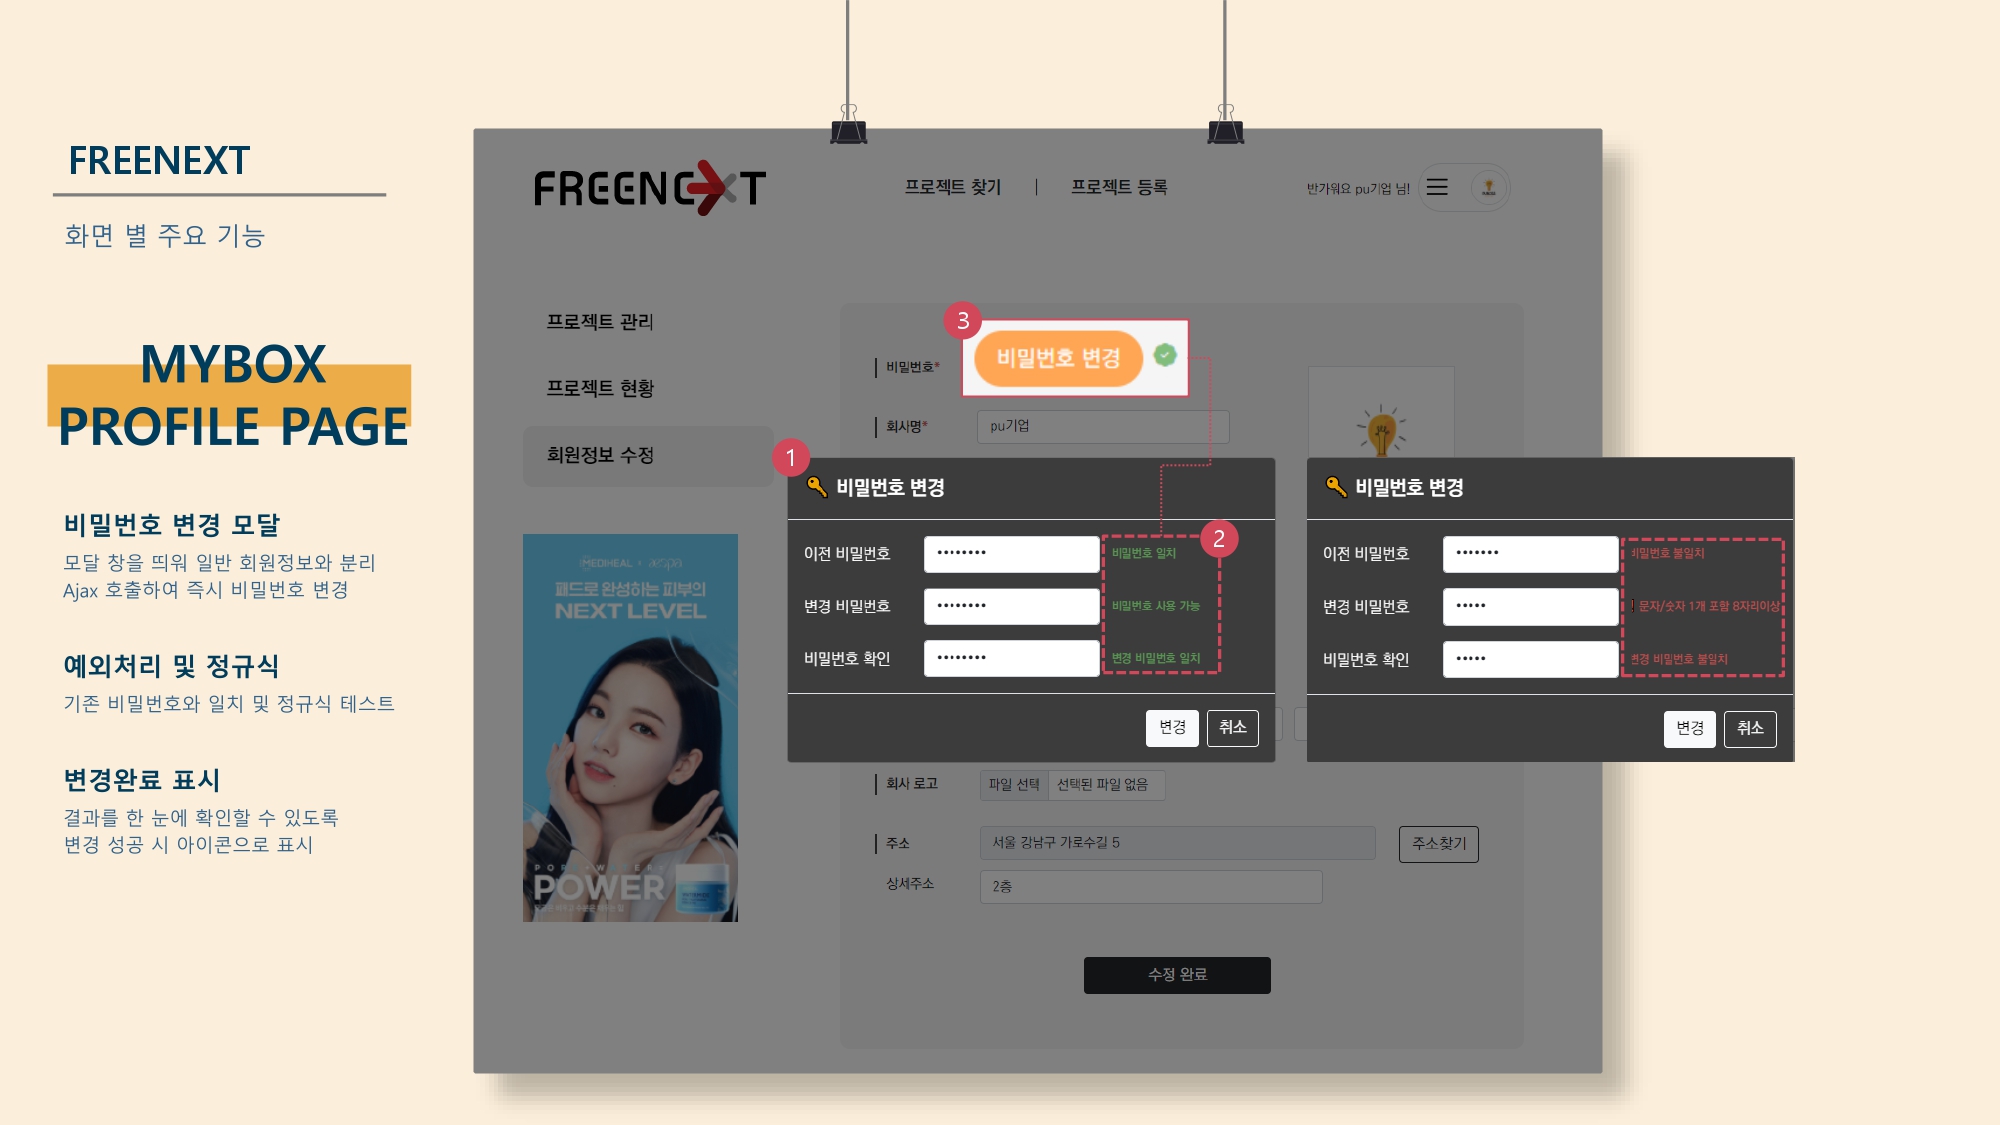 FREENEXT
화면 별 주요 기능
MYBOX
PROFILE PAGE
비밀번호 변경 모달
모달 창을 띄워 일반 회원정보와 분리
Ajax 호출하여 즉시 비밀번호 변경
예외처리 및 정규식
기존 비밀번호와 일치 및 정규식 테스트
변경완료 표시
결과를 한 눈에 확인할 수 있도록
변경 성공 시 아이콘으로 표시
FREENEXT
프로젝트 찾기 | 프로젝트 등록
반가워요 pu기업 님!
프로젝트 관리
프로젝트 현황
회원정보 수정
MEDIHEAL aespa
패드로 완성하는 피부의
NEXT LEVEL
POWER
3
비밀번호*
비밀번호 변경
회사명*
pu기업
1
비밀번호 변경
2
이전 비밀번호
비밀번호 일치
변경 비밀번호
비밀번호 사용 가능
비밀번호 확인
변경 비밀번호 일치
변경
취소
비밀번호 변경
이전 비밀번호
비밀번호 불일치
변경 비밀번호
문자/숫자 1개 포함 8자리이상
비밀번호 확인
변경 비밀번호 불일치
변경
취소
회사 로고
파일 선택
선택된 파일 없음
주소
서울 강남구 가로수길 5
주소찾기
상세주소
2층
수정 완료